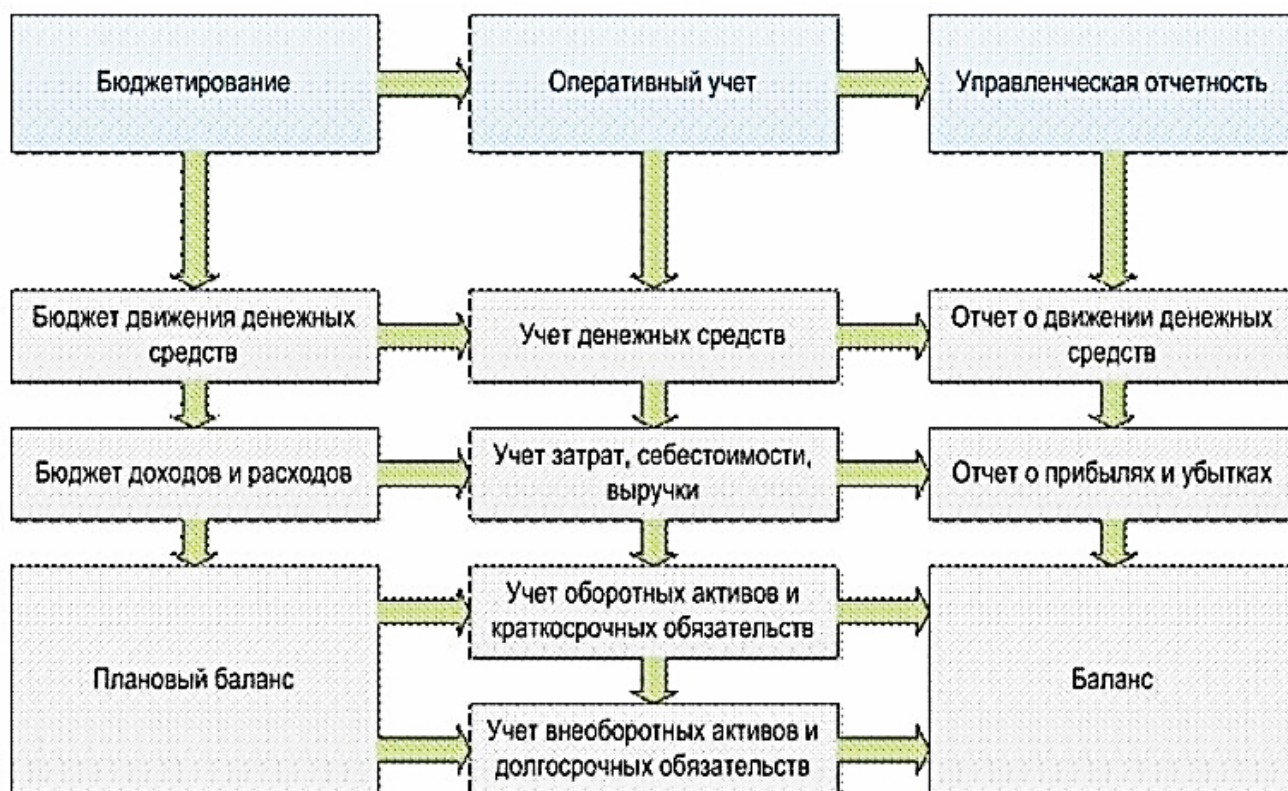 Бюджетирование
Оперативный учет
Управленческая отчетность
Бюджет движения денежных
средств
Учет денежных средств
Отчет о движении денежных
средств
Бюджет доходов и расходов
Учет затрат, себестоимости,
выручки
Отчет о прибылях и убытках
Плановый баланс
Учет оборотных активов и
краткосрочных обязательств
Учет внеоборотных активов и
долгосрочных обязательств
Баланс